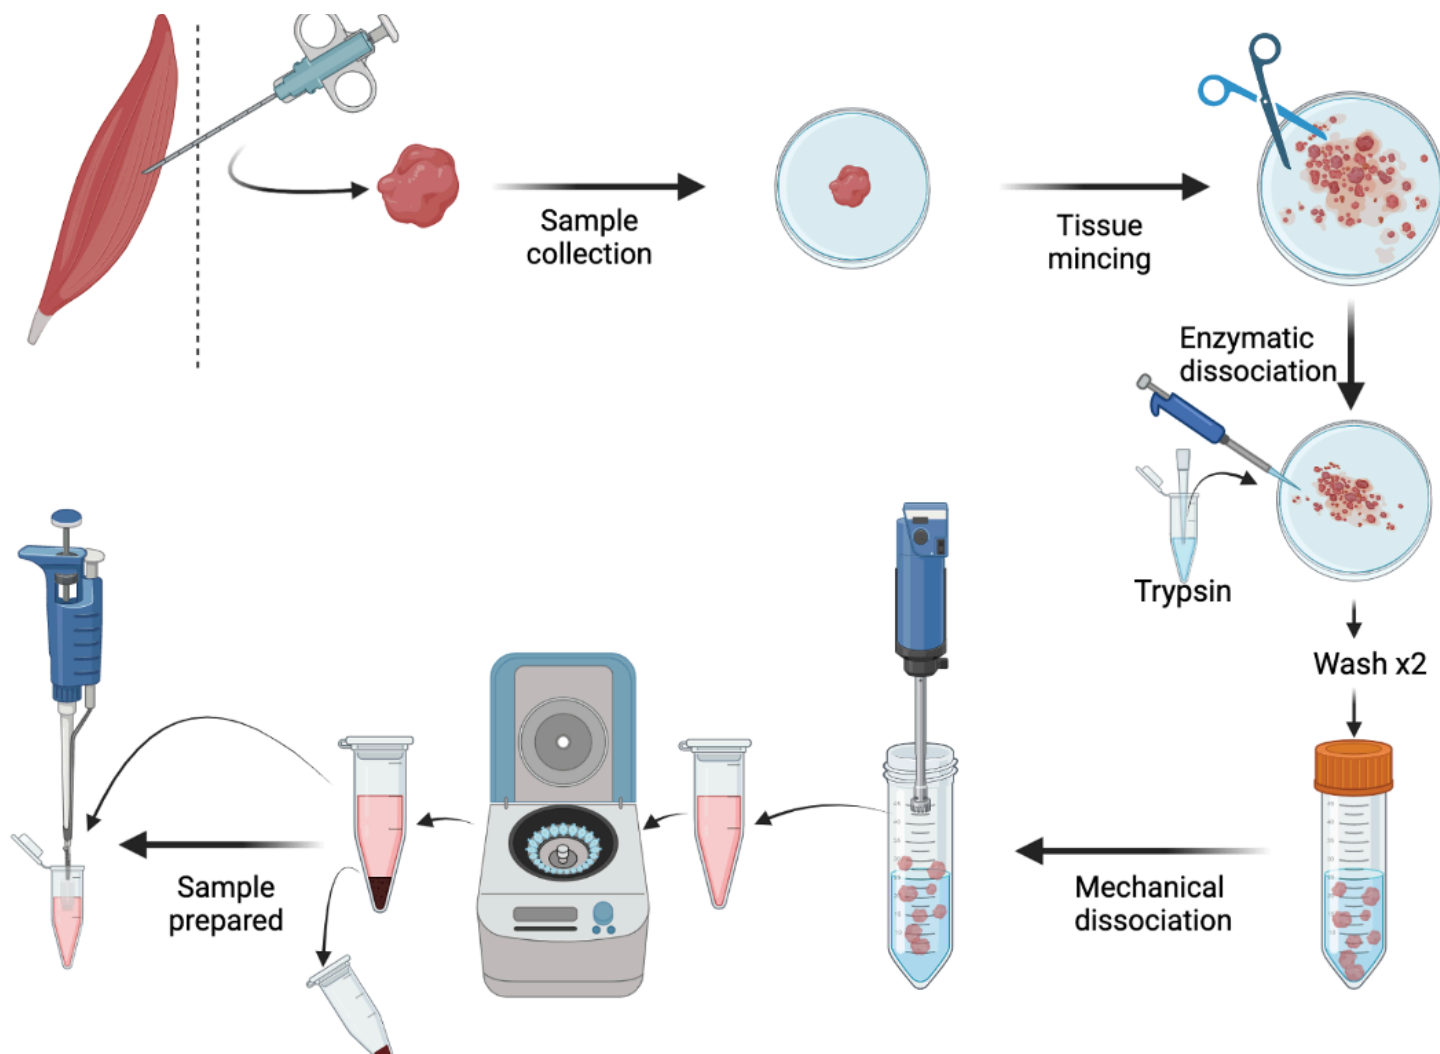 Sample
collection
Tissue
mincing
Enzymatic
dissociation
Trypsin
Wash x2
Mechanical
dissociation
Sample
prepared